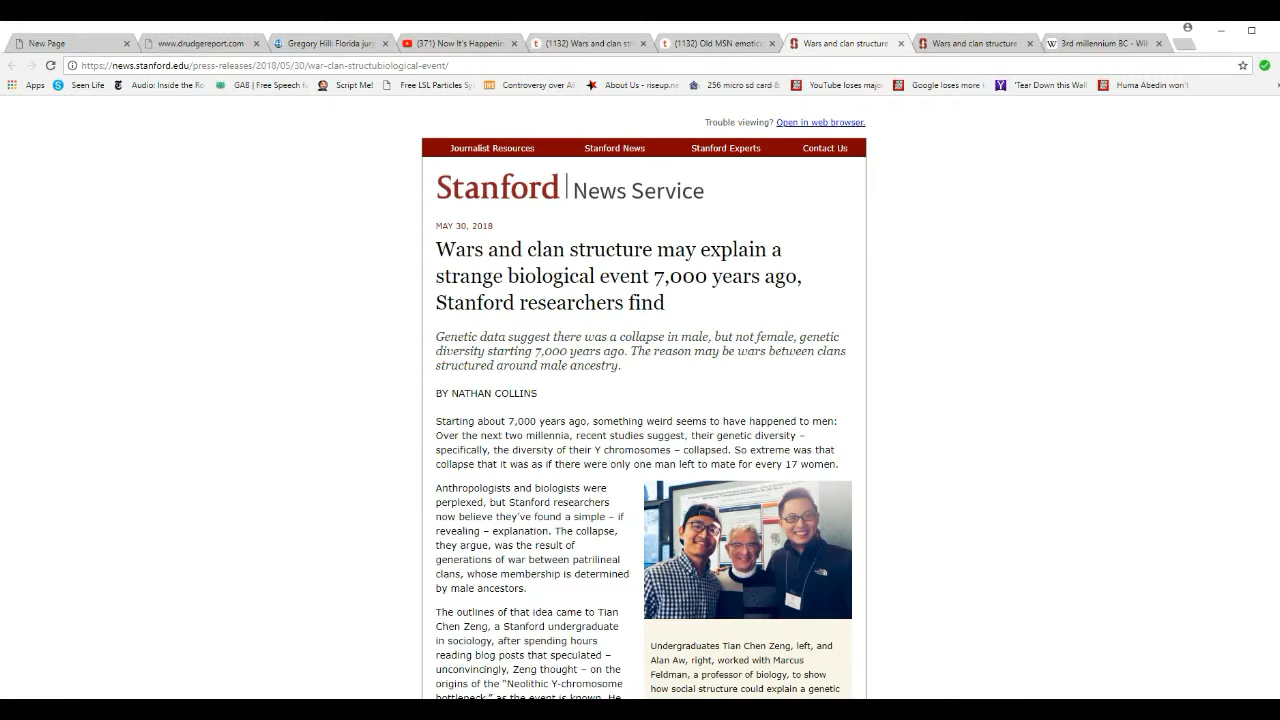 New Page
www.drudgereport.com
Gregory Hill: Florida jury
(371) Now It's Happenin
(1132) Wars and clan str
(1132) Old MSN emotico
Wars and clan structure
Wars and clan structure
3rd millennium BC - Wi
https://news.stanford.edu/press-releases/2018/05/30/war-clan-structubiological-event/
Apps
Seen Life
Audio: Inside the Ro
GAB | Free Speech f
Script Me!
Free LSL Particles Sy
Controversy over Al
About Us - riseup.ne
256 micro sd card &
YouTube loses major
Google loses more t
'Tear Down this Wall
Huma Abedin won't
Trouble viewing? Open in web browser.
Journalist Resources
Stanford News
Stanford Experts
Contact Us
Stanford | News Service
MAY 30, 2018
Wars and clan structure may explain a
strange biological event 7,000 years ago,
Stanford researchers find
Genetic data suggest there was a collapse in male, but not female, genetic
diversity starting 7,000 years ago. The reason may be wars between clans
structured around male ancestry.
BY NATHAN COLLINS
Starting about 7,000 years ago, something weird seems to have happened to men:
Over the next two millennia, recent studies suggest, their genetic diversity –
specifically, the diversity of their Y chromosomes – collapsed. So extreme was that
collapse that it was as if there were only one man left to mate for every 17 women.
Anthropologists and biologists were
perplexed, but Stanford researchers
now believe they've found a simple – if
revealing – explanation. The collapse,
they argue, was the result of
generations of war between patrilineal
clans, whose membership is determined
by male ancestors.
The outlines of that idea came to Tian
Chen Zeng, a Stanford undergraduate
in sociology, after spending hours
reading blog posts that speculated –
unconvincingly, Zeng thought – on the
origins of the "Neolithic Y-chromosome
bottleneck," as the event is known. He
Undergraduates Tian Chen Zeng, left, and
Alan Aw, right, worked with Marcus
Feldman, a professor of biology, to show
how social structure could explain a genetic